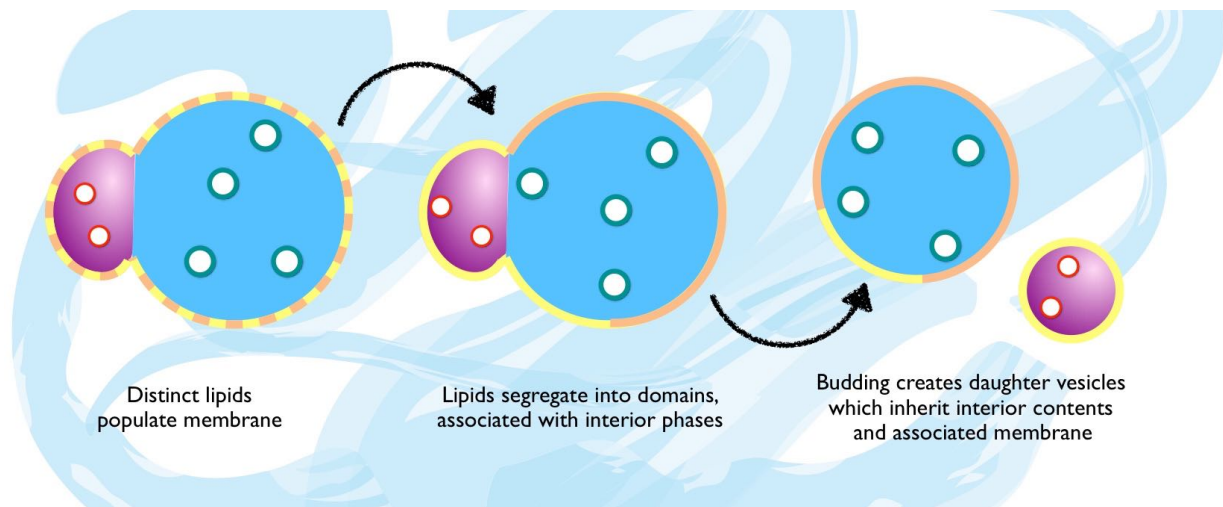 Distinct lipids
populate membrane
Lipids segregate into domains,
associated with interior phases
Budding creates daughter vesicles
which inherit interior contents
and associated membrane